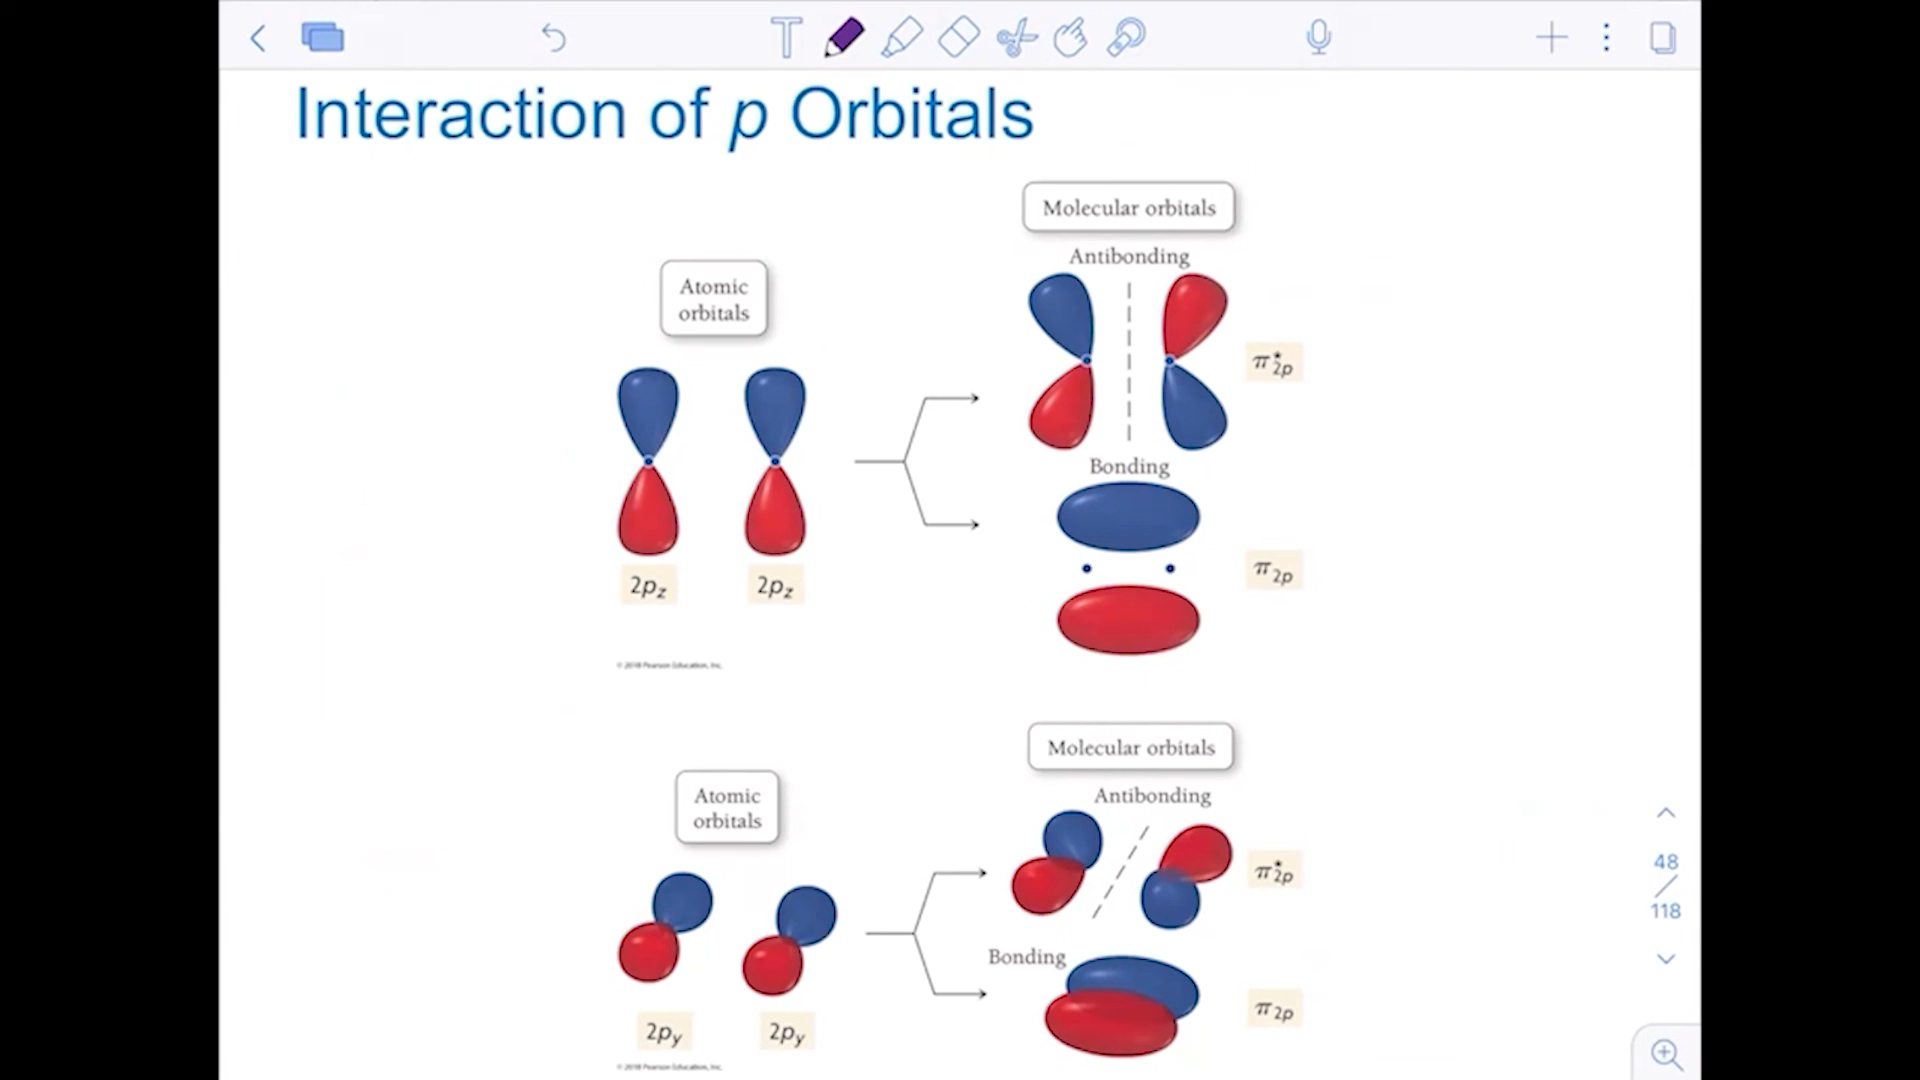 Interaction of p Orbitals
Molecular orbitals
Antibonding
Atomic
orbitals
π*2p
Bonding
2pz
2pz
π2p
© 2018 Pearson Education, Inc.
Molecular orbitals
Atomic
orbitals
Antibonding
π*2p
48
118
Bonding
2py
2py
π2p
© 2018 Pearson Education, Inc.